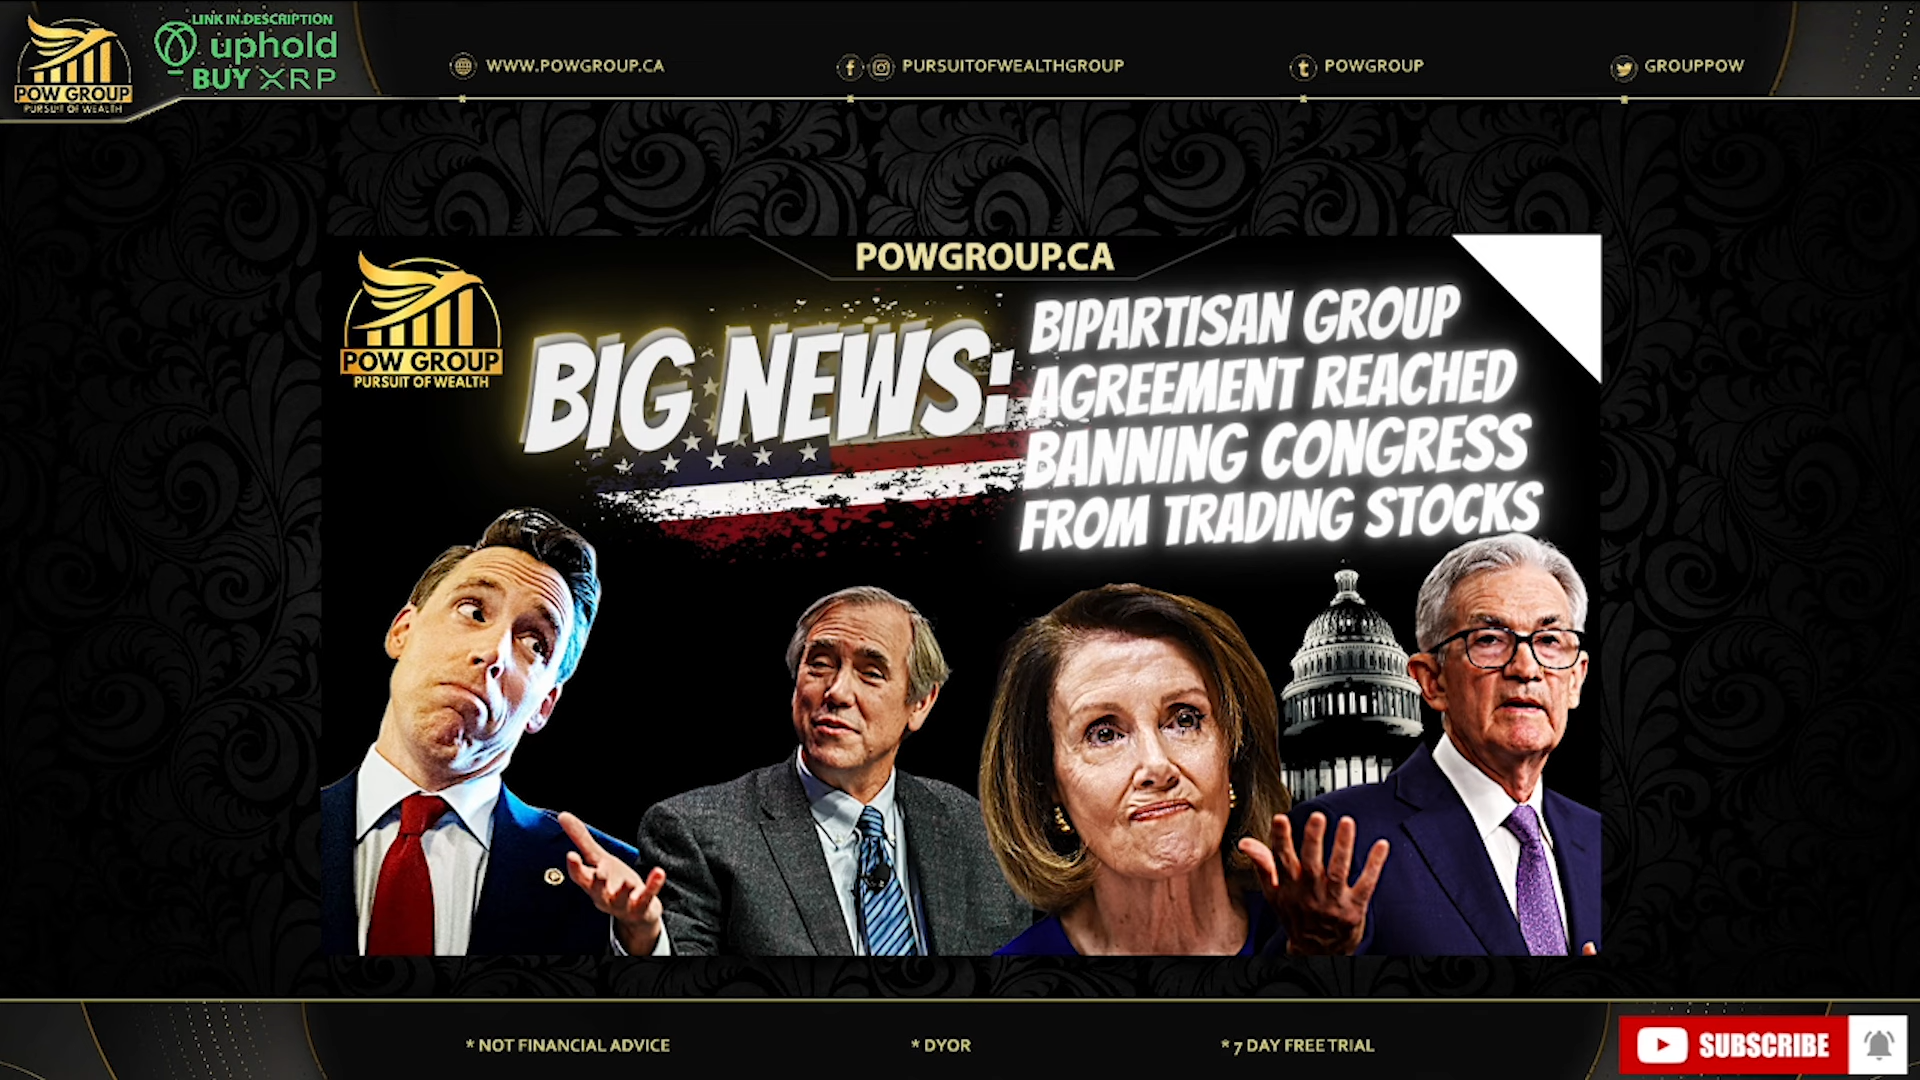 LINK IN DESCRIPTION
uphold
BUY XRP
POW GROUP
PURSUIT OF WEALTH
WWW.POWGROUP.CA
PURSUITOFWEALTHGROUP
POWGROUP
GROUPPOW
POWGROUP.CA
POW GROUP
PURSUIT OF WEALTH
BIG NEWS:
BIPARTISAN GROUP
AGREEMENT REACHED
BANNING CONGRESS
FROM TRADING STOCKS
* NOT FINANCIAL ADVICE
* DYOR
* 7 DAY FREE TRIAL
SUBSCRIBE